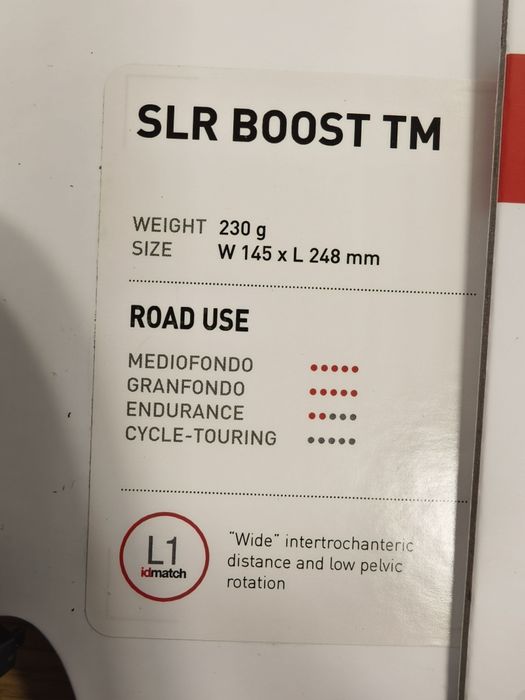 SLR BOOST TM
WEIGHT 230 g
SIZE W 145 x L 248 mm
ROAD USE
MEDIOFONDO
GRANFONDO
ENDURANCE
CYCLE-TOURING
L1
idmatch
"Wide" intertrochanteric
distance and low pelvic
rotation